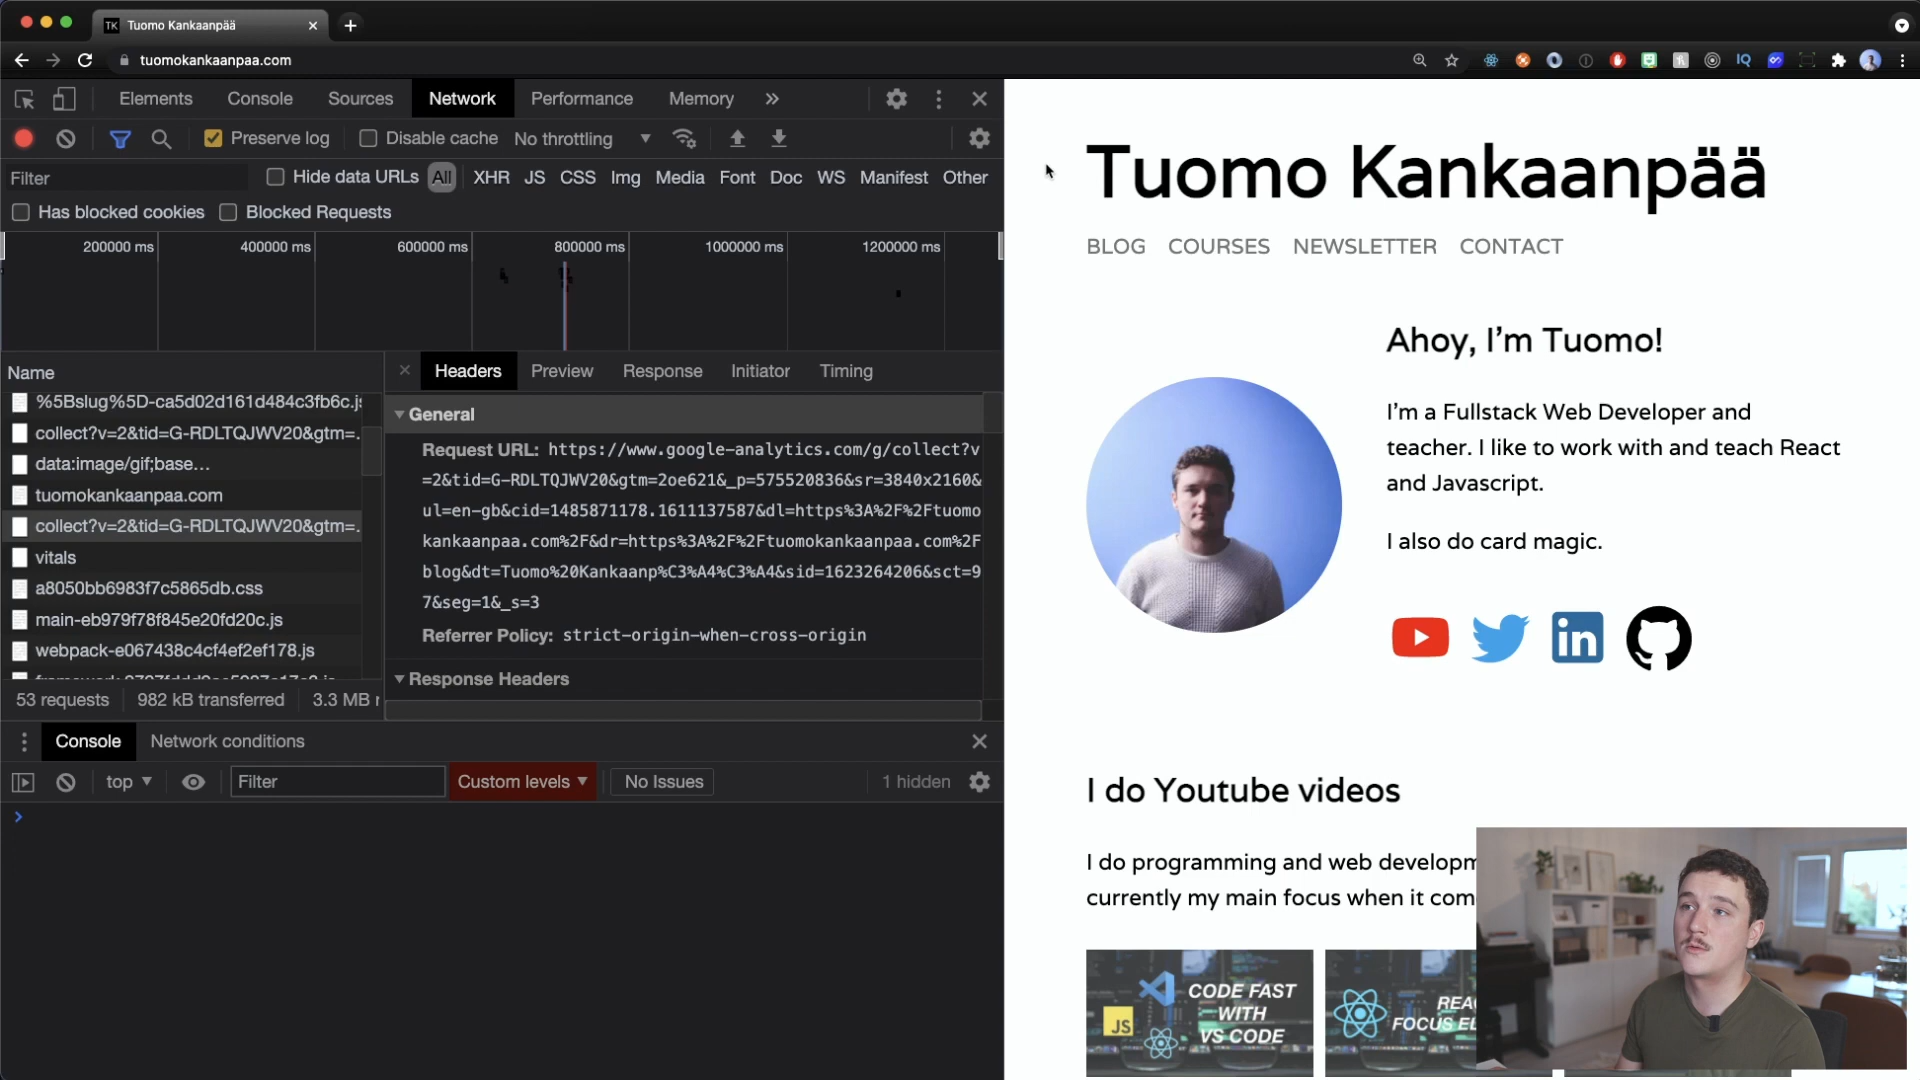 TK Tuomo Kankaanpää
tuomokankaanpaa.com
IQ
Elements Console Sources Network Performance Memory
Preserve log Disable cache No throttling
Filter Hide data URLs All XHR JS CSS Img Media Font Doc WS Manifest Other
Has blocked cookies Blocked Requests
200000 ms 400000 ms 600000 ms 800000 ms 1000000 ms 1200000 ms
Name
%5Bslug%5D-ca5d02d161d484c3fb6c.js
collect?v=2&tid=G-RDLTQJWV20&gtm=.
data:image/gif;base…
tuomokankaanpaa.com
collect?v=2&tid=G-RDLTQJWV20&gtm=.
vitals
a8050bb6983f7c5865db.css
main-eb979f78f845e20fd20c.js
webpack-e067438c4cf4ef2ef178.js
53 requests 982 kB transferred 3.3 MB r
Headers Preview Response Initiator Timing
General
Request URL: https://www.google-analytics.com/g/collect?v
=2&tid=G-RDLTQJWV20&gtm=2oe621&_p=575520836&sr=3840x2160&
ul=en-gb&cid=1485871178.1611137587&dl=https%3A%2F%2Ftuomo
kankaanpaa.com%2F&dr=https%3A%2F%2Ftuomokankaanpaa.com%2F
blog&dt=Tuomo%20Kankaanp%C3%A4%C3%A4&sid=1623264206&sct=9
7&seg=1&_s=3
Referrer Policy: strict-origin-when-cross-origin
Response Headers
Console Network conditions
top Filter Custom levels No Issues 1 hidden
Tuomo Kankaanpää
BLOG COURSES NEWSLETTER CONTACT
Ahoy, I'm Tuomo!
I'm a Fullstack Web Developer and
teacher. I like to work with and teach React
and Javascript.
I also do card magic.
in
I do Youtube videos
I do programming and web developm
currently my main focus when it com
JS
CODE FAST
WITH
VS CODE
REA
FOCUS EL